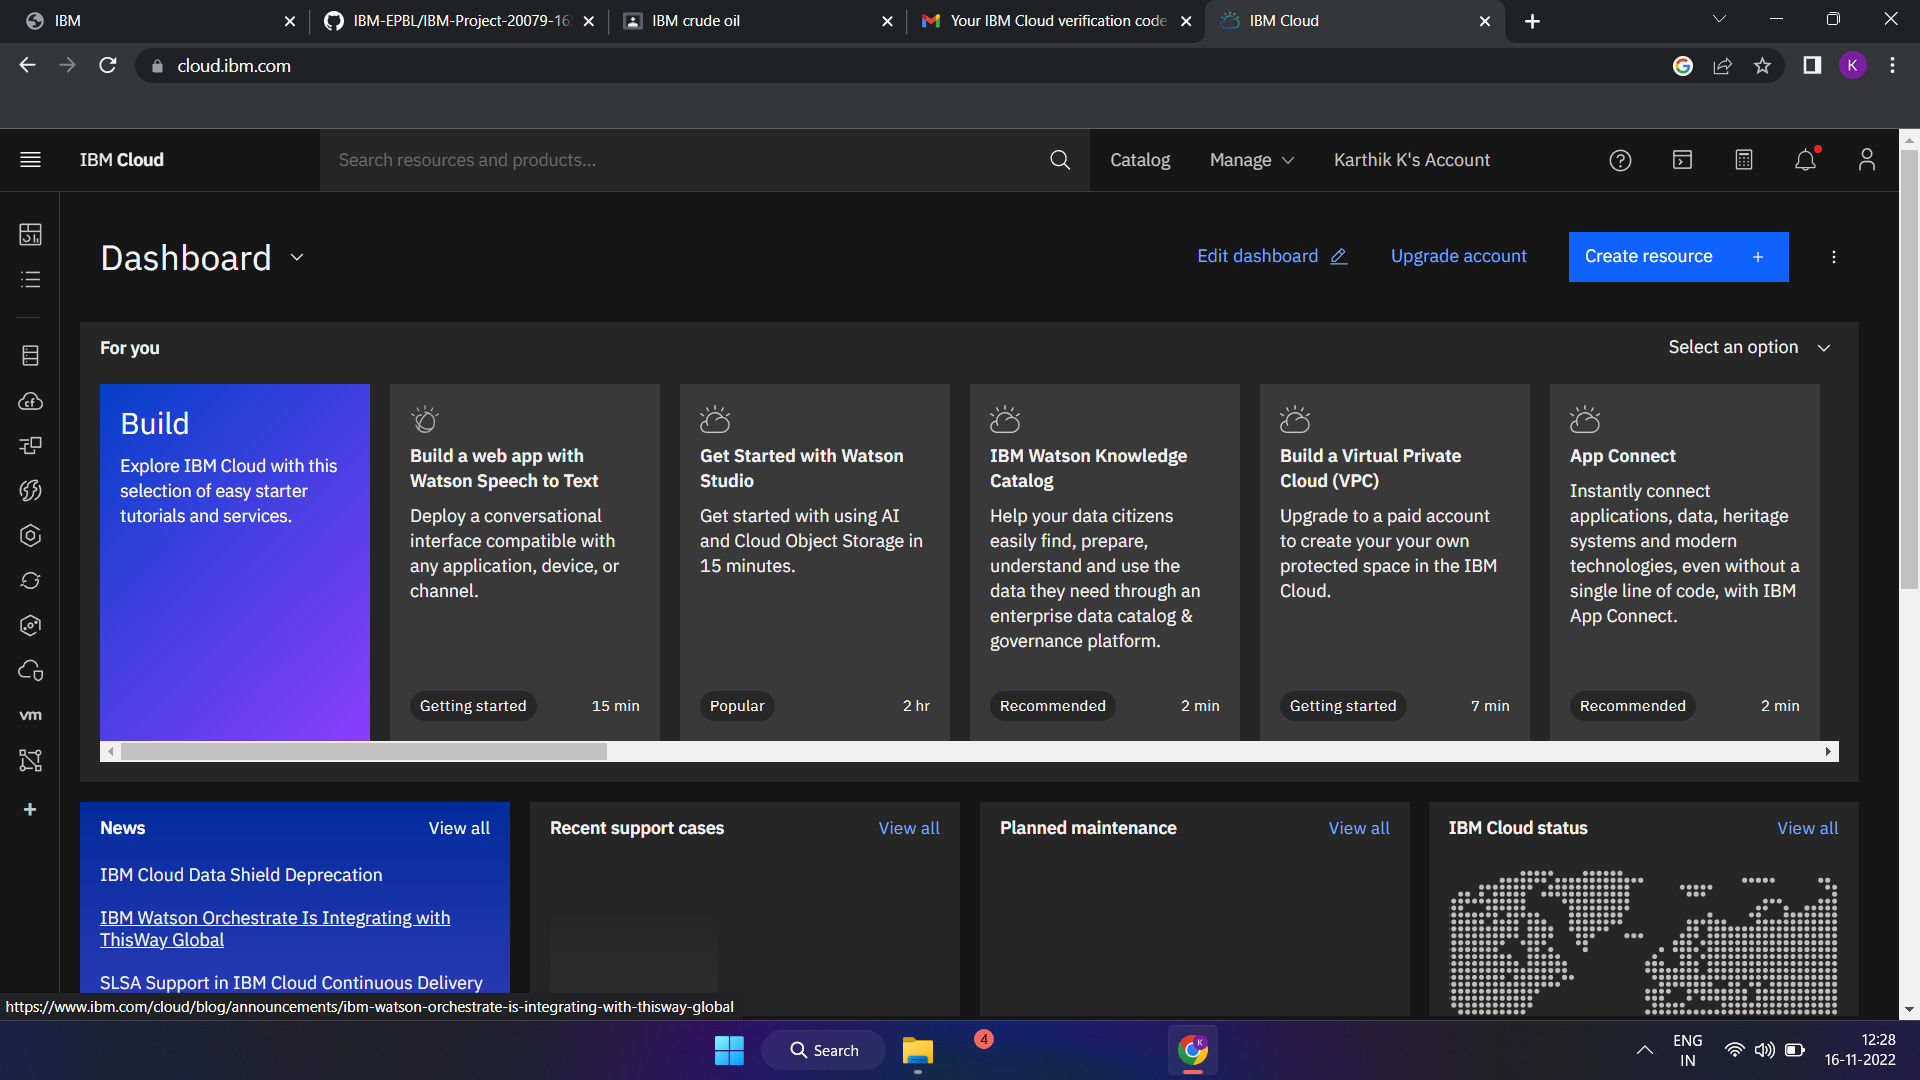 IBM
IBM-EPBL/IBM-Project-20079-16
IBM crude oil
Your IBM Cloud verification code
IBM Cloud
cloud.ibm.com
K
IBM Cloud
Search resources and products...
Catalog
Manage
Karthik K's Account
Dashboard
Edit dashboard
Upgrade account
Create resource +
For you
Select an option
Build
Explore IBM Cloud with this
selection of easy starter
tutorials and services.
Build a web app with
Watson Speech to Text
Deploy a conversational
interface compatible with
any application, device, or
channel.
Getting started 15 min
Get Started with Watson
Studio
Get started with using AI
and Cloud Object Storage in
15 minutes.
Popular 2 hr
IBM Watson Knowledge
Catalog
Help your data citizens
easily find, prepare,
understand and use the
data they need through an
enterprise data catalog &
governance platform.
Recommended 2 min
Build a Virtual Private
Cloud (VPC)
Upgrade to a paid account
to create your your own
protected space in the IBM
Cloud.
Getting started 7 min
App Connect
Instantly connect
applications, data, heritage
systems and modern
technologies, even without a
single line of code, with IBM
App Connect.
Recommended 2 min
cf
vm
News View all
IBM Cloud Data Shield Deprecation
IBM Watson Orchestrate Is Integrating with
ThisWay Global
SLSA Support in IBM Cloud Continuous Delivery
Recent support cases View all
Planned maintenance View all
IBM Cloud status View all
https://www.ibm.com/cloud/blog/announcements/ibm-watson-orchestrate-is-integrating-with-thisway-global
Search
4
K
ENG
IN
12:28
16-11-2022